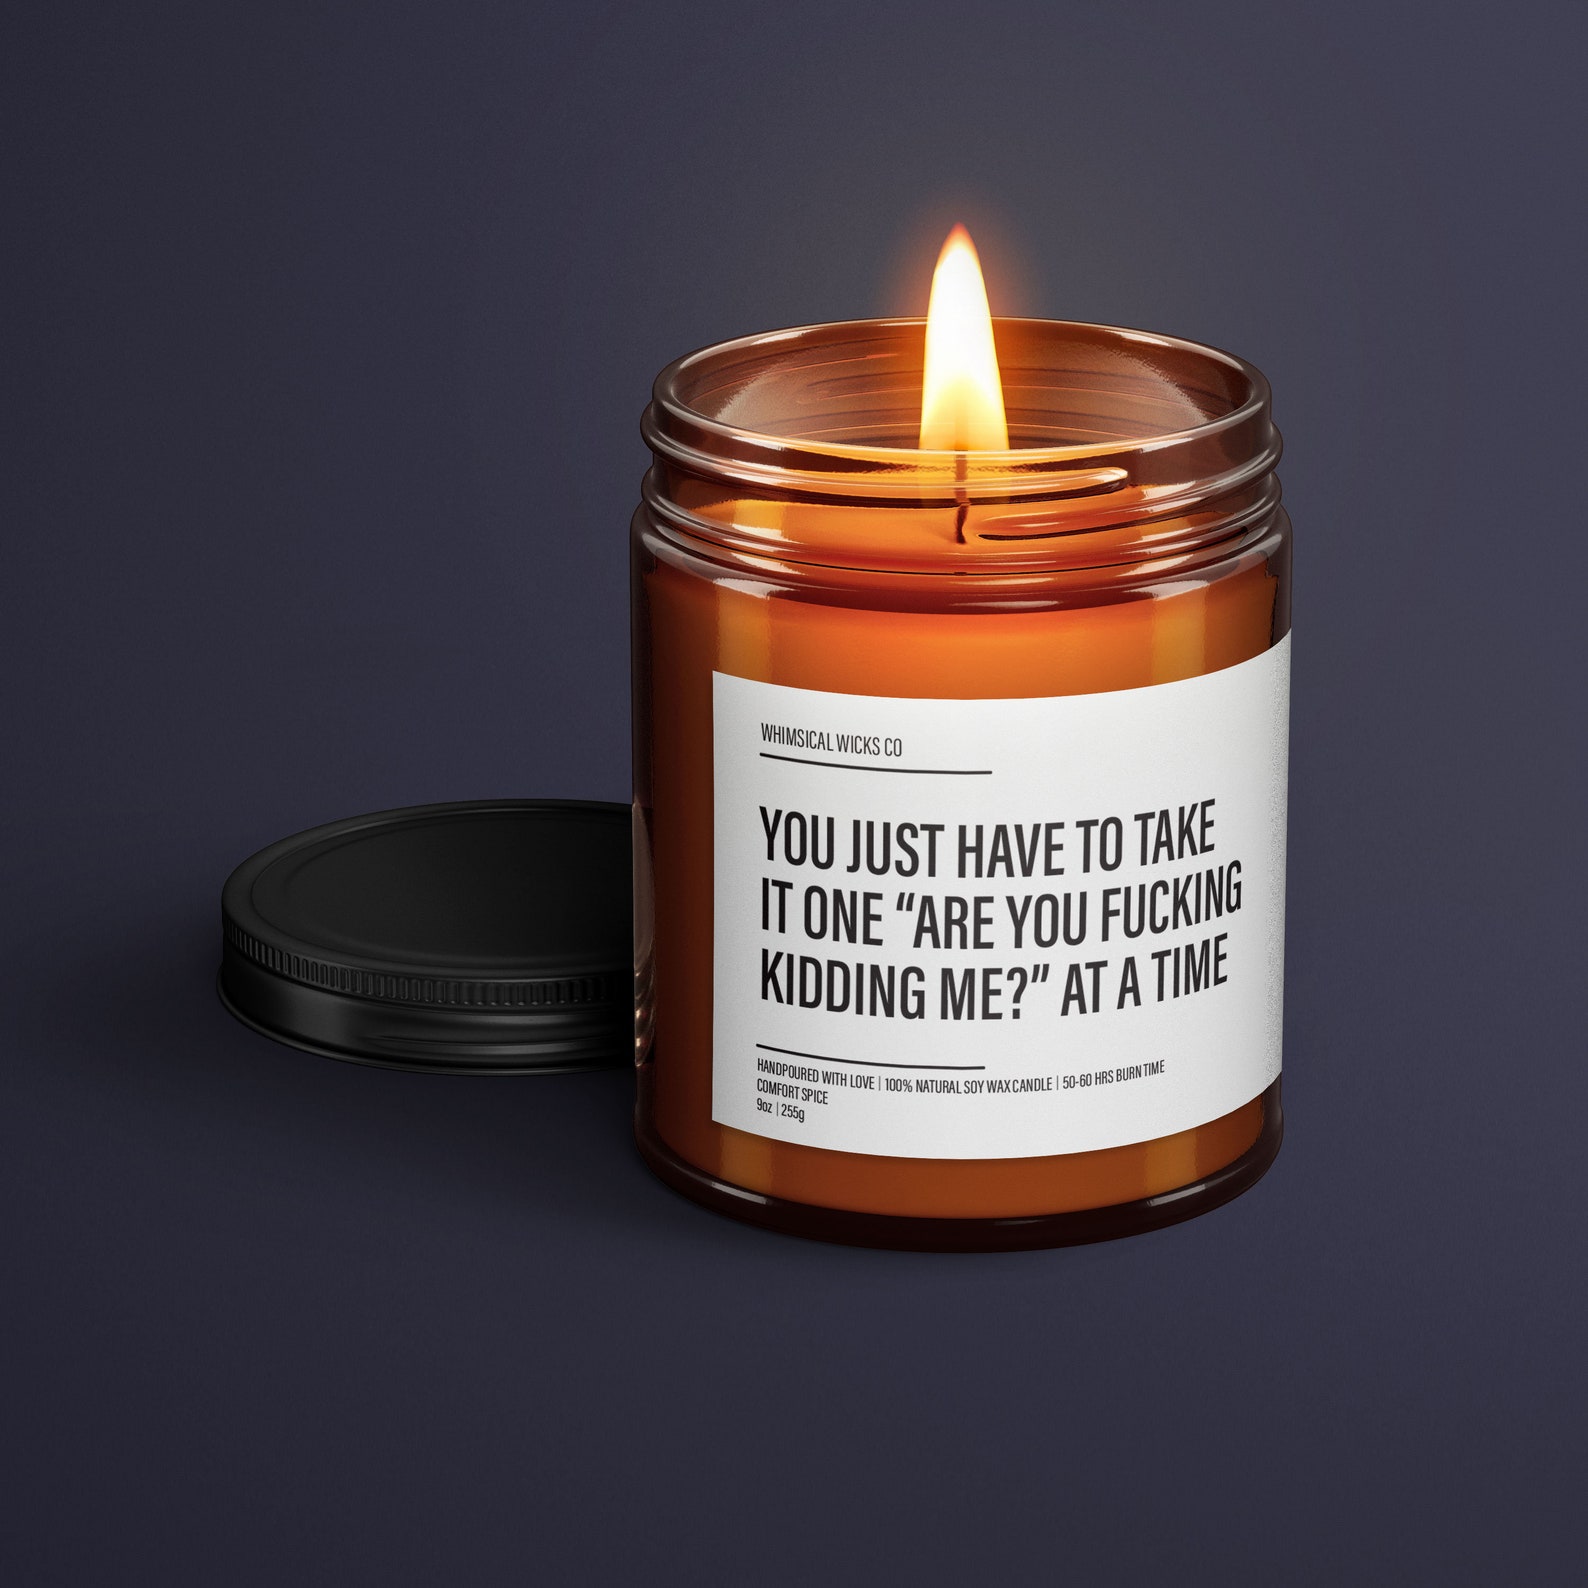 WHIMSICAL WICKS CO
YOU JUST HAVE TO TAKE
IT ONE “ARE YOU FUCKING
KIDDING ME?” AT A TIME
HANDPOURED WITH LOVE | 100% NATURAL SOY WAX CANDLE | 50-60 HRS BURN TIME
COMFORT SPICE
9oz | 255g